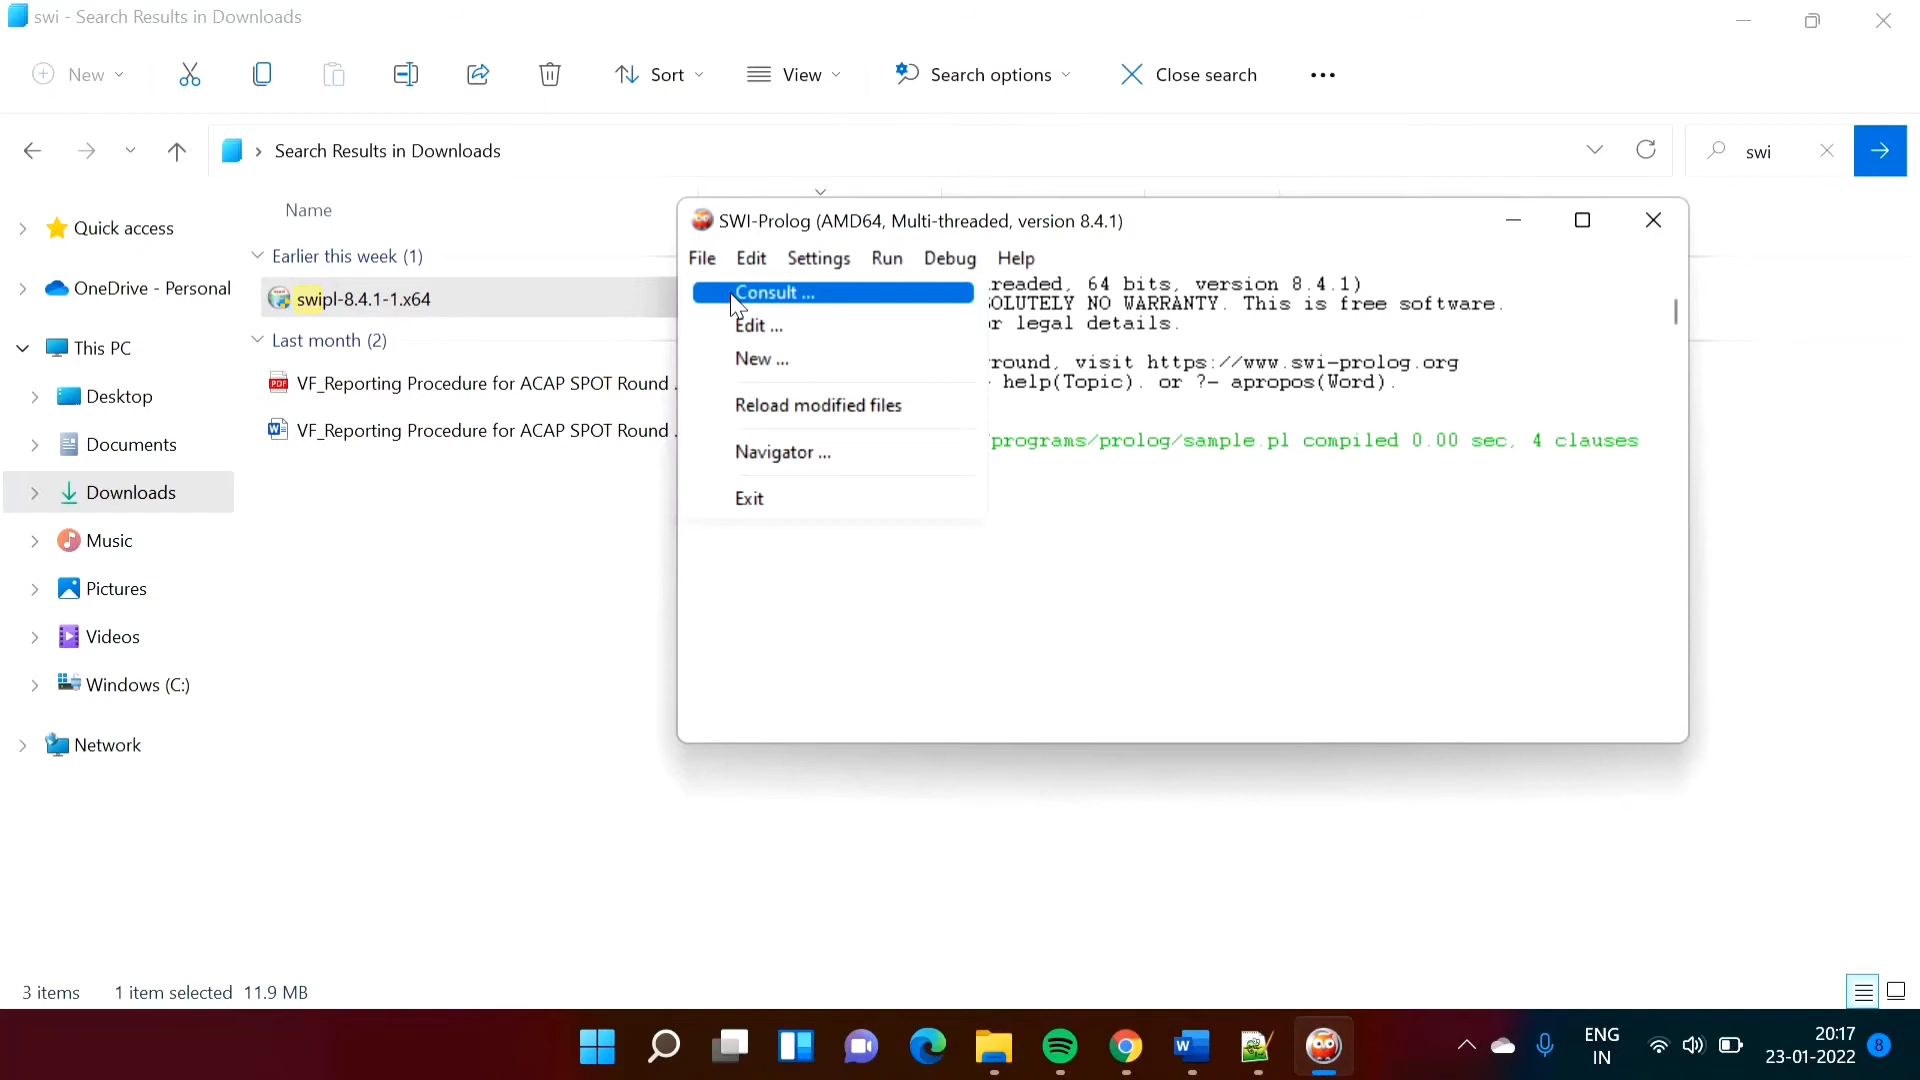 swi - Search Results in Downloads
New
Sort
View
Search options
Close search
Search Results in Downloads
swi
Name
Quick access
OneDrive - Personal
This PC
Desktop
Documents
Downloads
Music
Pictures
Videos
Windows (C:)
Network
Earlier this week (1)
swipl-8.4.1-1.x64
Last month (2)
PDF VF_Reporting Procedure for ACAP SPOT Round .
W VF_Reporting Procedure for ACAP SPOT Round .
SWI-Prolog (AMD64, Multi-threaded, version 8.4.1)
File Edit Settings Run Debug Help
Consult ...
Edit ...
New ...
Reload modified files
Navigator ...
Exit
readed, 64 bits, version 8.4.1)
OLUTELY NO WARRANTY. This is free software.
r legal details.
round, visit https://www.swi-prolog.org
help(Topic). or ?- apropos(Word).
/programs/prolog/sample.pl compiled 0.00 sec, 4 clauses
3 items 1 item selected 11.9 MB
W
ENG
IN
20:17
23-01-2022
8